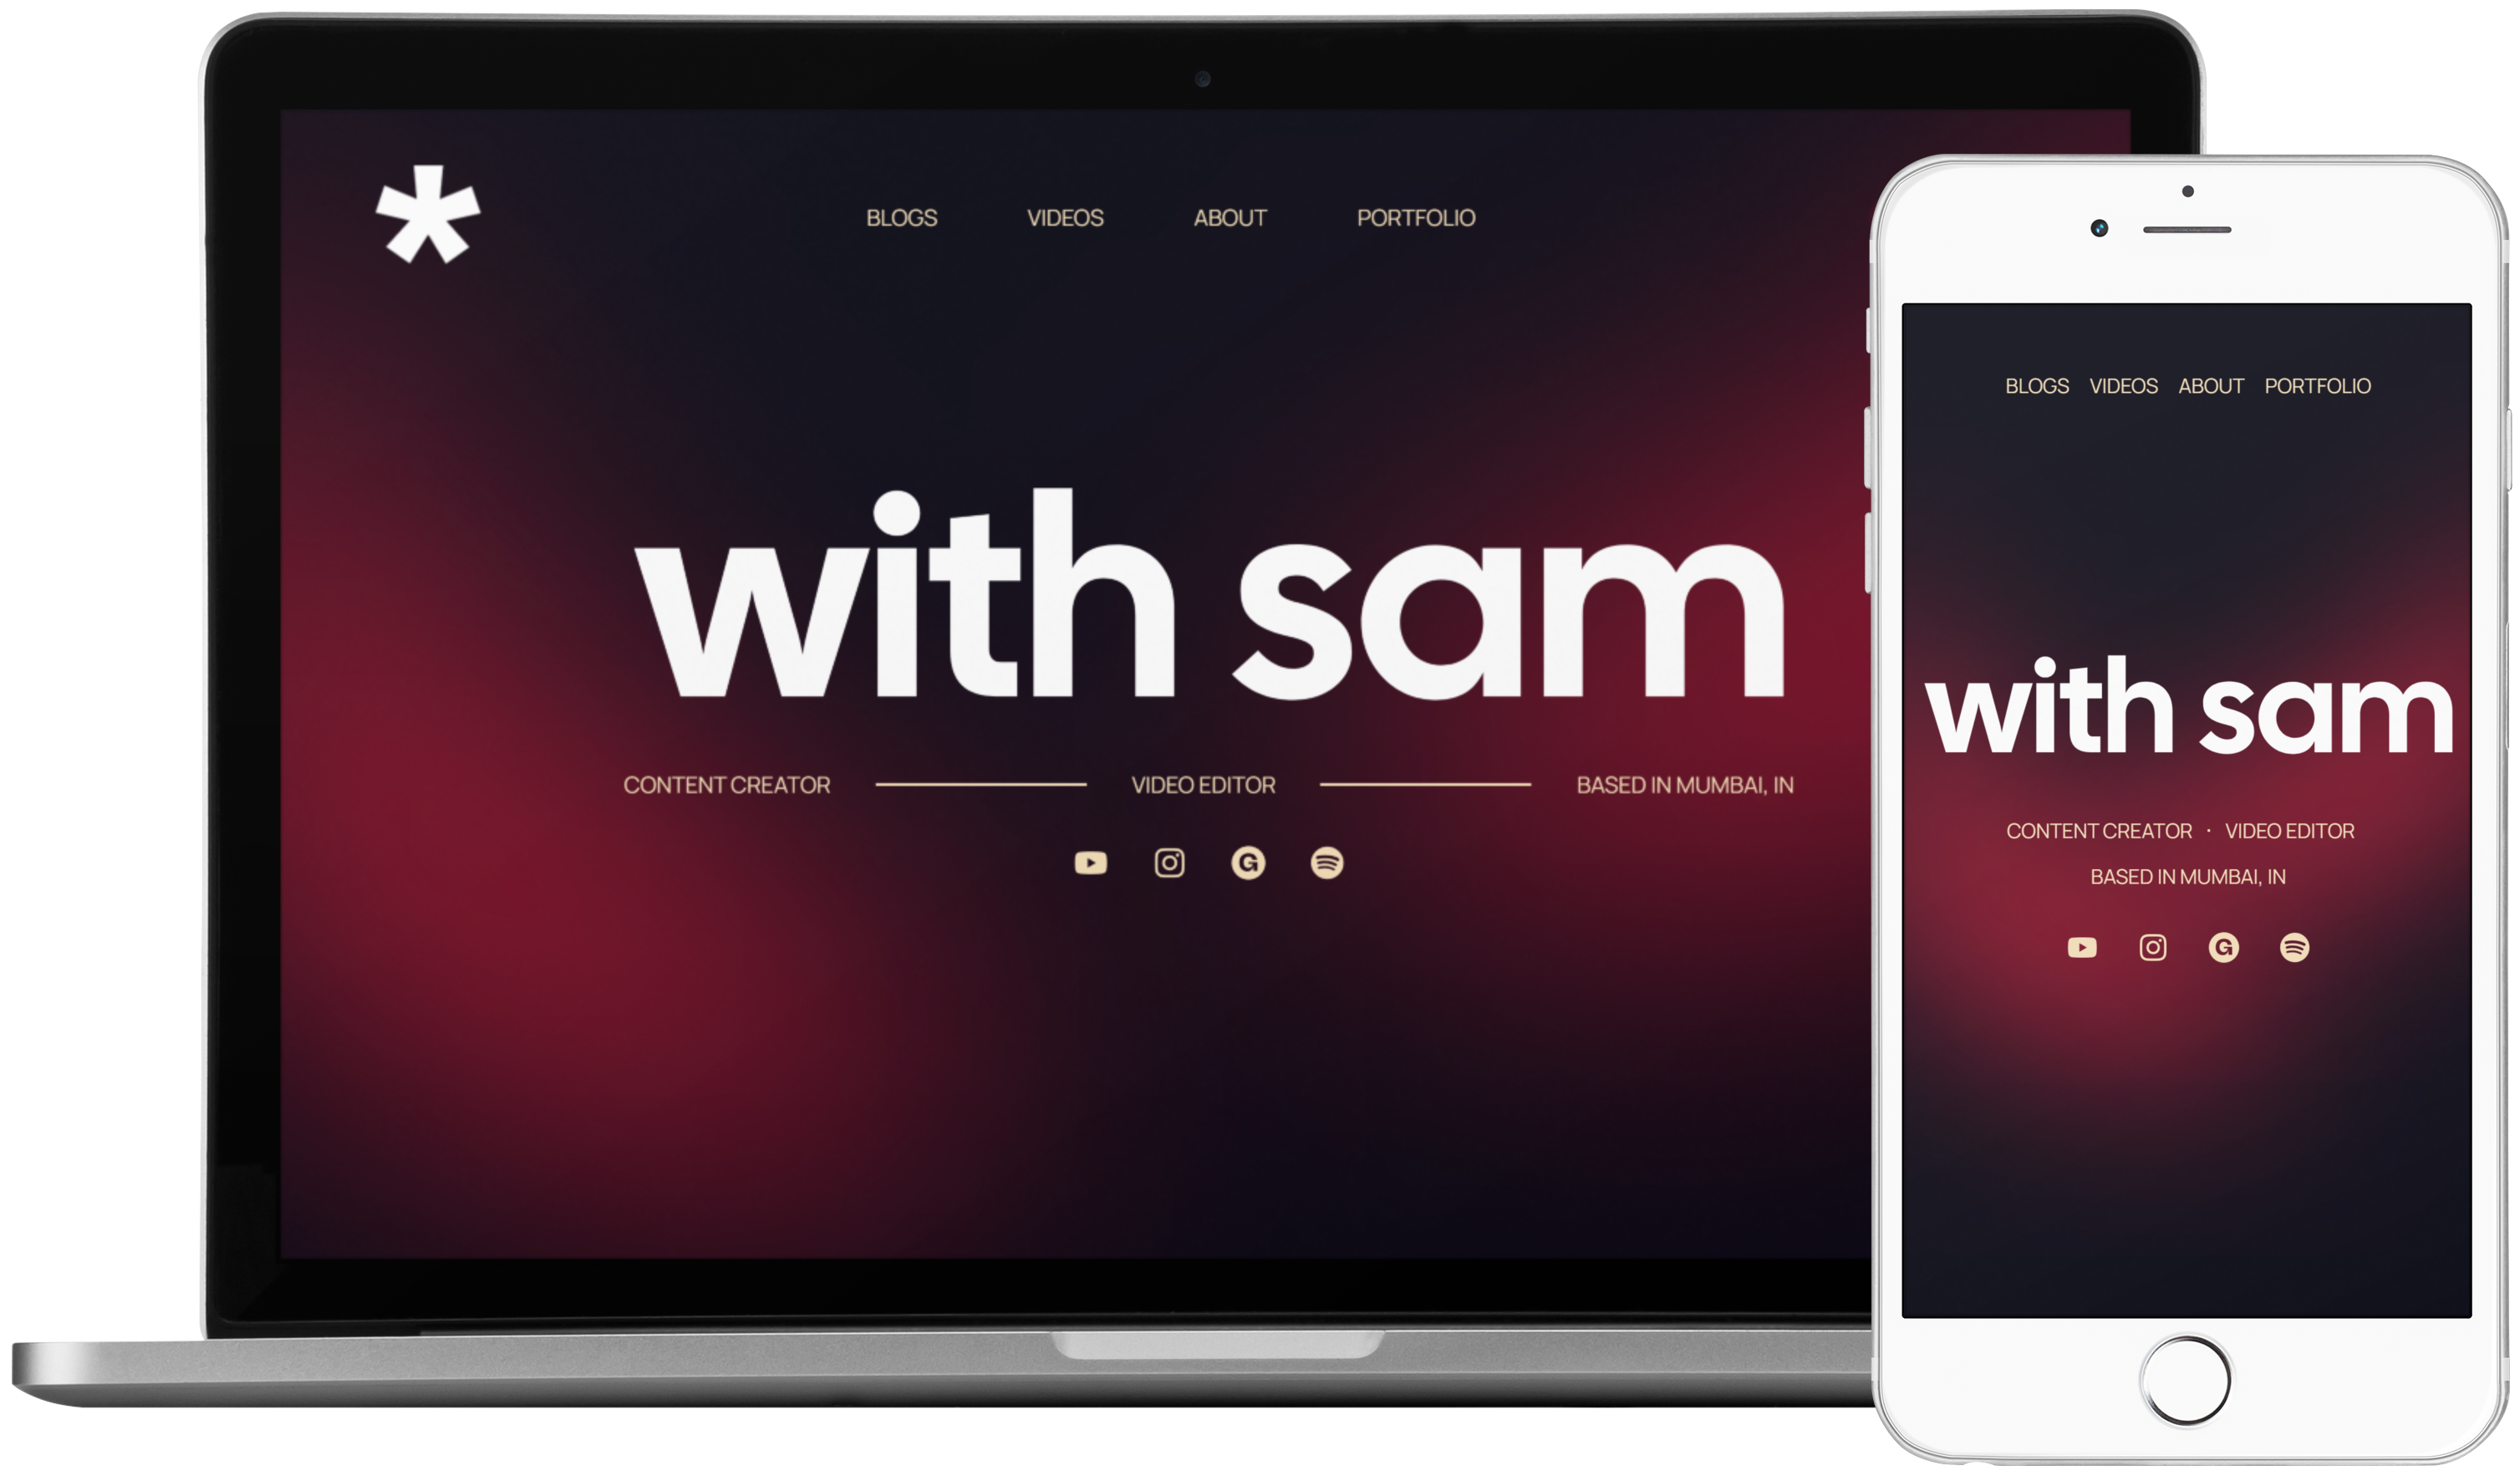 BLOGS VIDEOS ABOUT PORTFOLIO
with sam
CONTENT CREATOR VIDEO EDITOR BASED IN MUMBAI, IN
G
BLOGS VIDEOS ABOUT PORTFOLIO
with sam
CONTENT CREATOR · VIDEO EDITOR
BASED IN MUMBAI, IN
G